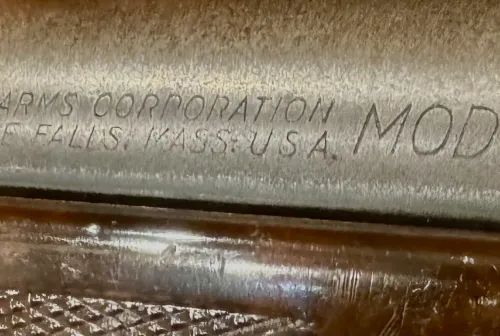 ARMS CORPORATION
E FALLS, MASS. U.S.A.
MOD